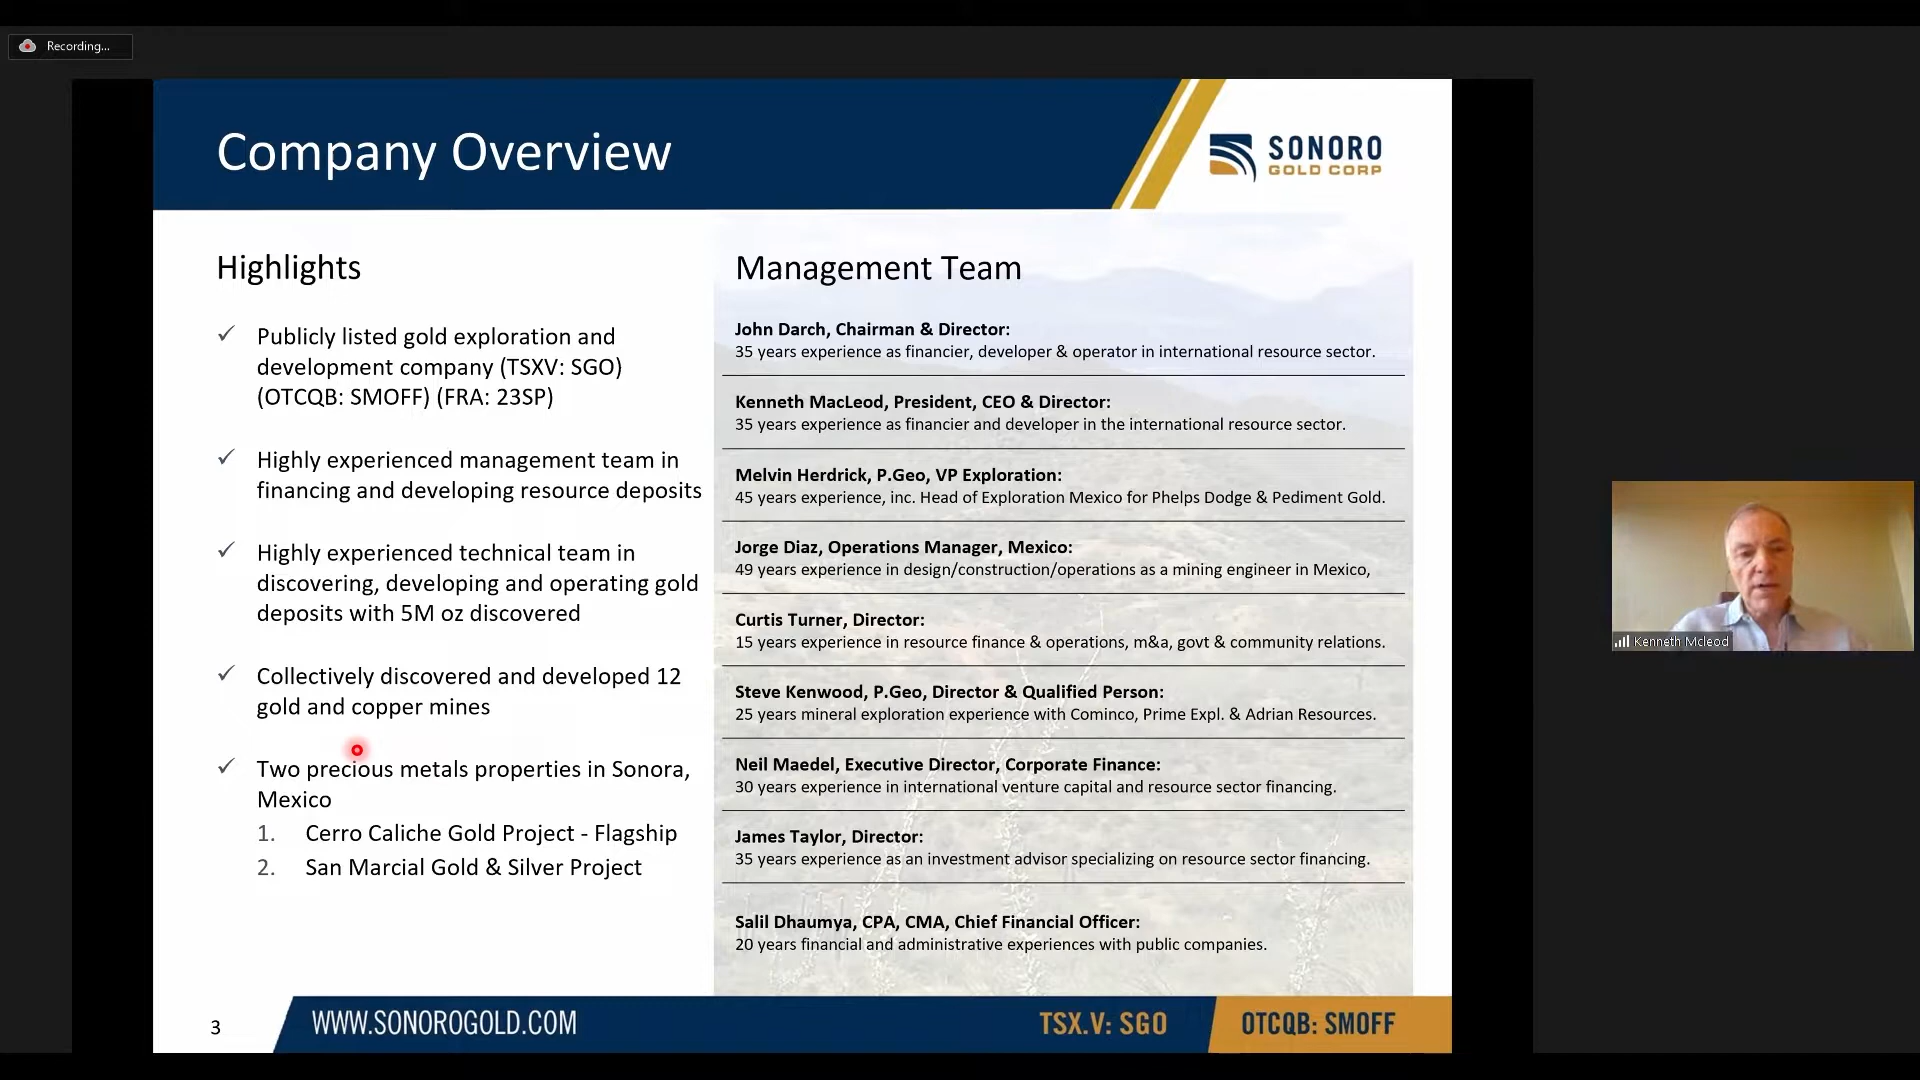 Recording...
Company Overview
SONORO
GOLD CORP
Highlights
✓ Publicly listed gold exploration and
development company (TSXV: SGO)
(OTCQB: SMOFF) (FRA: 23SP)
✓ Highly experienced management team in
financing and developing resource deposits
✓ Highly experienced technical team in
discovering, developing and operating gold
deposits with 5M oz discovered
✓ Collectively discovered and developed 12
gold and copper mines
✓ Two precious metals properties in Sonora,
Mexico
1. Cerro Caliche Gold Project - Flagship
2. San Marcial Gold & Silver Project
Management Team
John Darch, Chairman & Director:
35 years experience as financier, developer & operator in international resource sector.
Kenneth MacLeod, President, CEO & Director:
35 years experience as financier and developer in the international resource sector.
Melvin Herdrick, P.Geo, VP Exploration:
45 years experience, inc. Head of Exploration Mexico for Phelps Dodge & Pediment Gold.
Jorge Diaz, Operations Manager, Mexico:
49 years experience in design/construction/operations as a mining engineer in Mexico,
Curtis Turner, Director:
15 years experience in resource finance & operations, m&a, govt & community relations.
Steve Kenwood, P.Geo, Director & Qualified Person:
25 years mineral exploration experience with Cominco, Prime Expl. & Adrian Resources.
Neil Maedel, Executive Director, Corporate Finance:
30 years experience in international venture capital and resource sector financing.
James Taylor, Director:
35 years experience as an investment advisor specializing on resource sector financing.
Salil Dhaumya, CPA, CMA, Chief Financial Officer:
20 years financial and administrative experiences with public companies.
Kenneth Mcleod
3
WWW.SONOROGOLD.COM
TSX.V: SGO
OTCQB: SMOFF